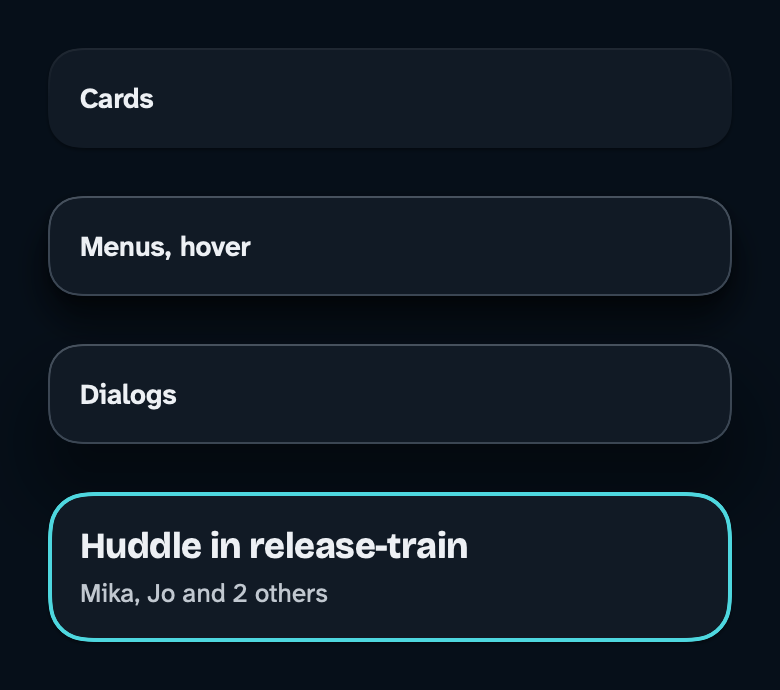 Cards
Menus, hover
Dialogs
Huddle in release-train
Mika, Jo and 2 others